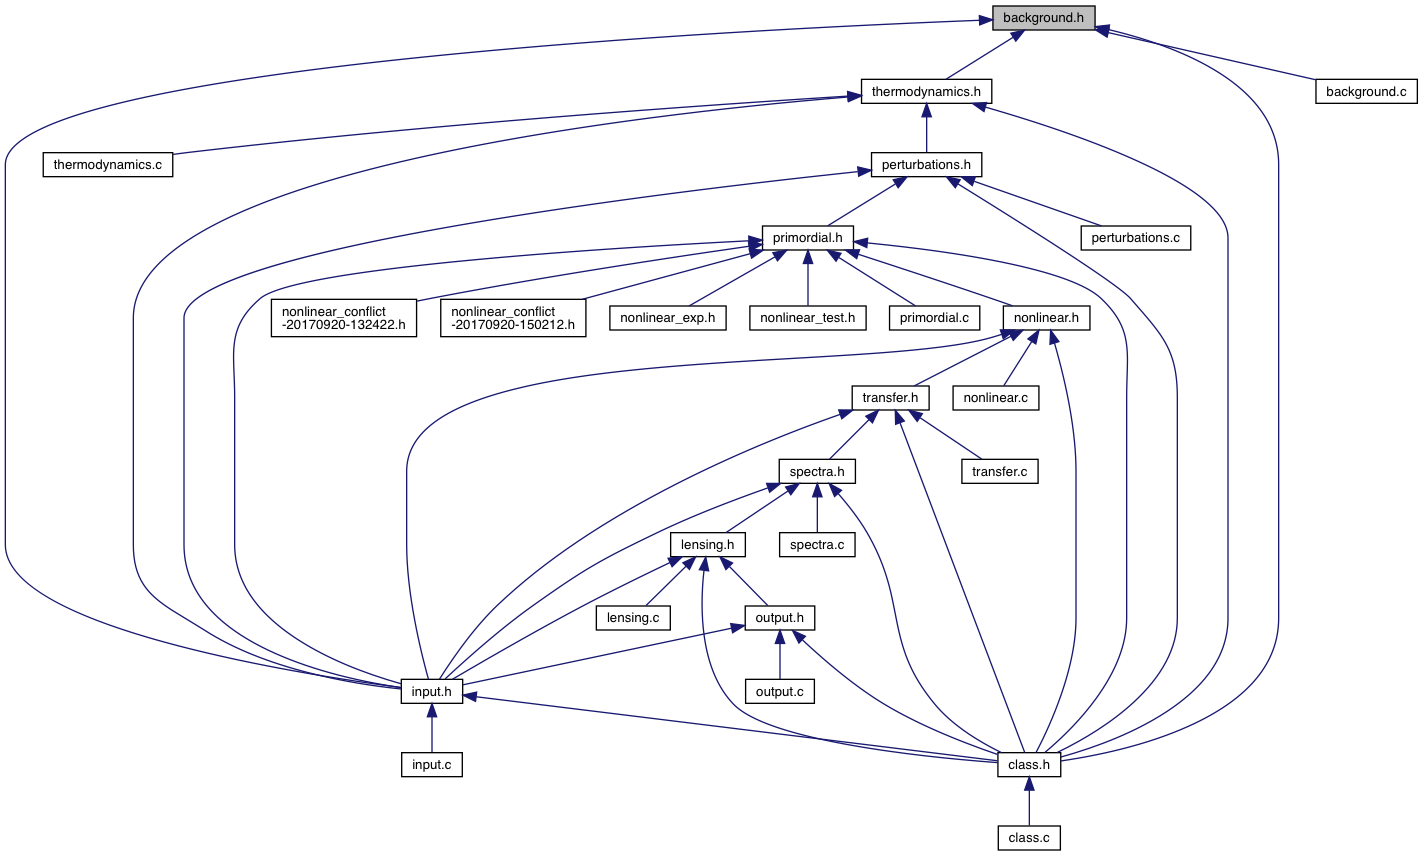 background.h
thermodynamics.h
background.c
thermodynamics.c
perturbations.h
primordial.h
perturbations.c
nonlinear_conflict
-20170920-132422.h
nonlinear_conflict
-20170920-150212.h
nonlinear_exp.h
nonlinear_test.h
primordial.c
nonlinear.h
transfer.h
nonlinear.c
spectra.h
transfer.c
lensing.h
spectra.c
lensing.c
output.h
input.h
output.c
input.c
class.h
class.c